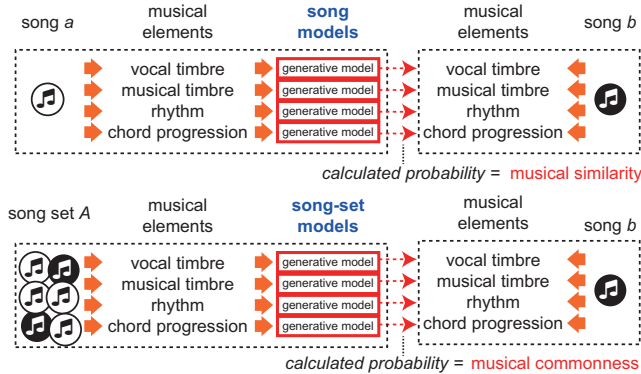 song a
musical
elements
song
models
musical
elements
song b
vocal timbre
generative model
vocal timbre
musical timbre
generative model
musical timbre
rhythm
generative model
rhythm
chord progression
generative model
chord progression
calculated probability = musical similarity
song set A
musical
elements
song-set
models
musical
elements
song b
vocal timbre
generative model
vocal timbre
musical timbre
generative model
musical timbre
rhythm
generative model
rhythm
chord progression
generative model
chord progression
calculated probability = musical commonness